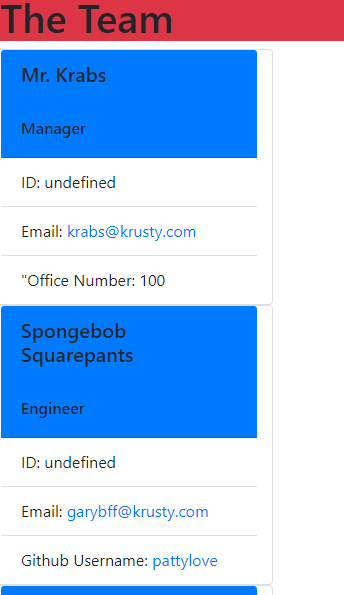 The Team
Mr. Krabs
Manager
ID: undefined
Email: krabs@krusty.com
"Office Number: 100
Spongebob
Squarepants
Engineer
ID: undefined
Email: garybff@krusty.com
Github Username: pattylove